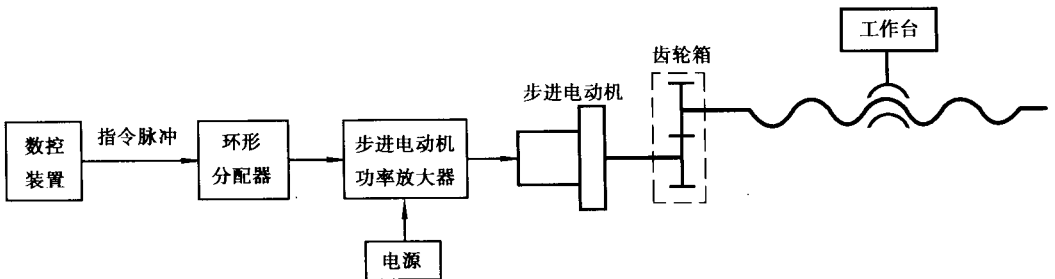 工作台
齿轮箱
步进电动机
数控
装置
指令脉冲
环形
分配器
步进电动机
功率放大器
电源